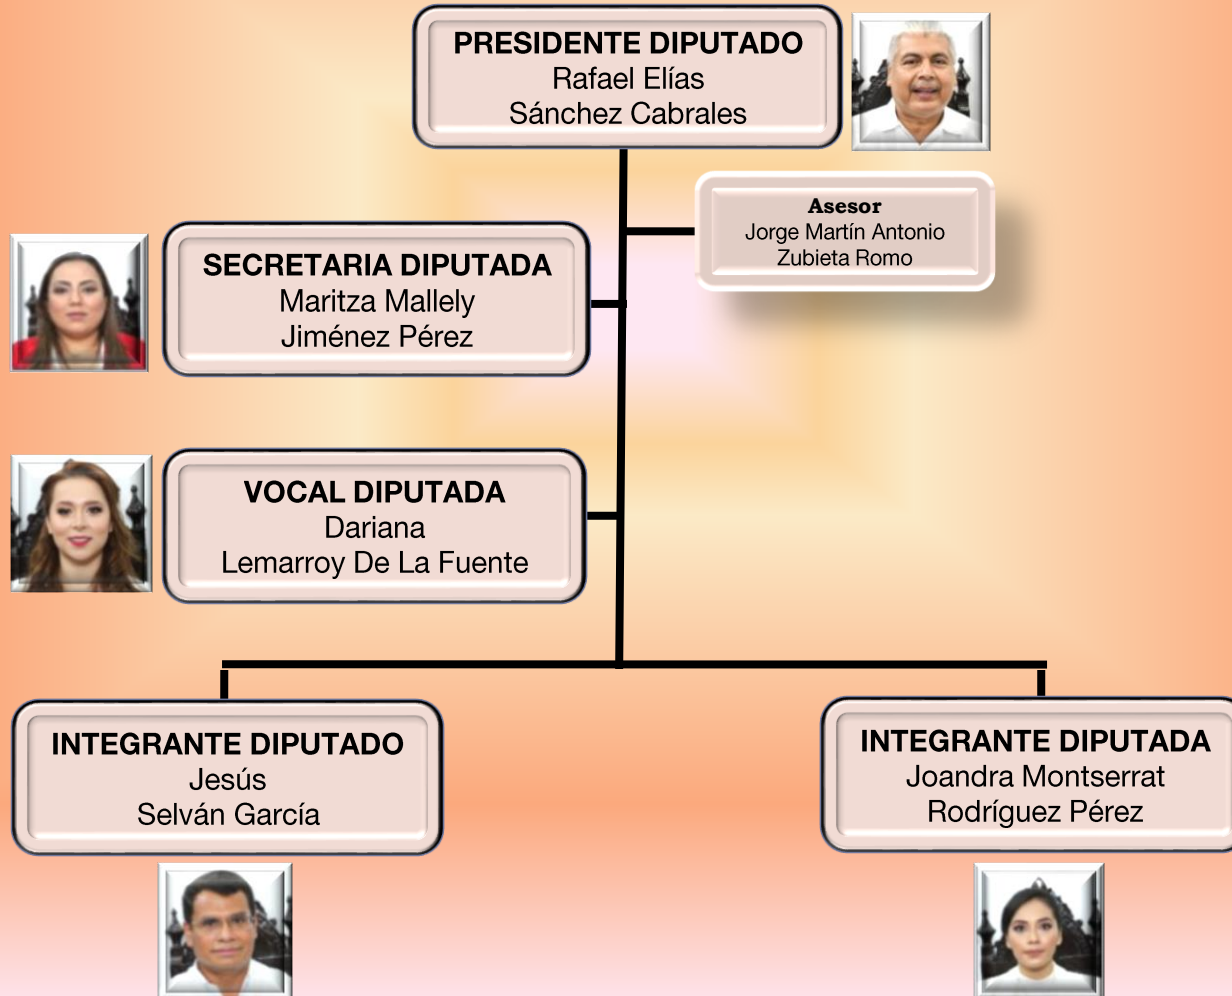 PRESIDENTE DIPUTADO
Rafael Elías
Sánchez Cabrales
Asesor
Jorge Martín Antonio
Zubieta Romo
SECRETARIA DIPUTADA
Maritza Mallely
Jiménez Pérez
VOCAL DIPUTADA
Dariana
Lemarroy De La Fuente
INTEGRANTE DIPUTADO
Jesús
Selván García
INTEGRANTE DIPUTADA
Joandra Montserrat
Rodríguez Pérez